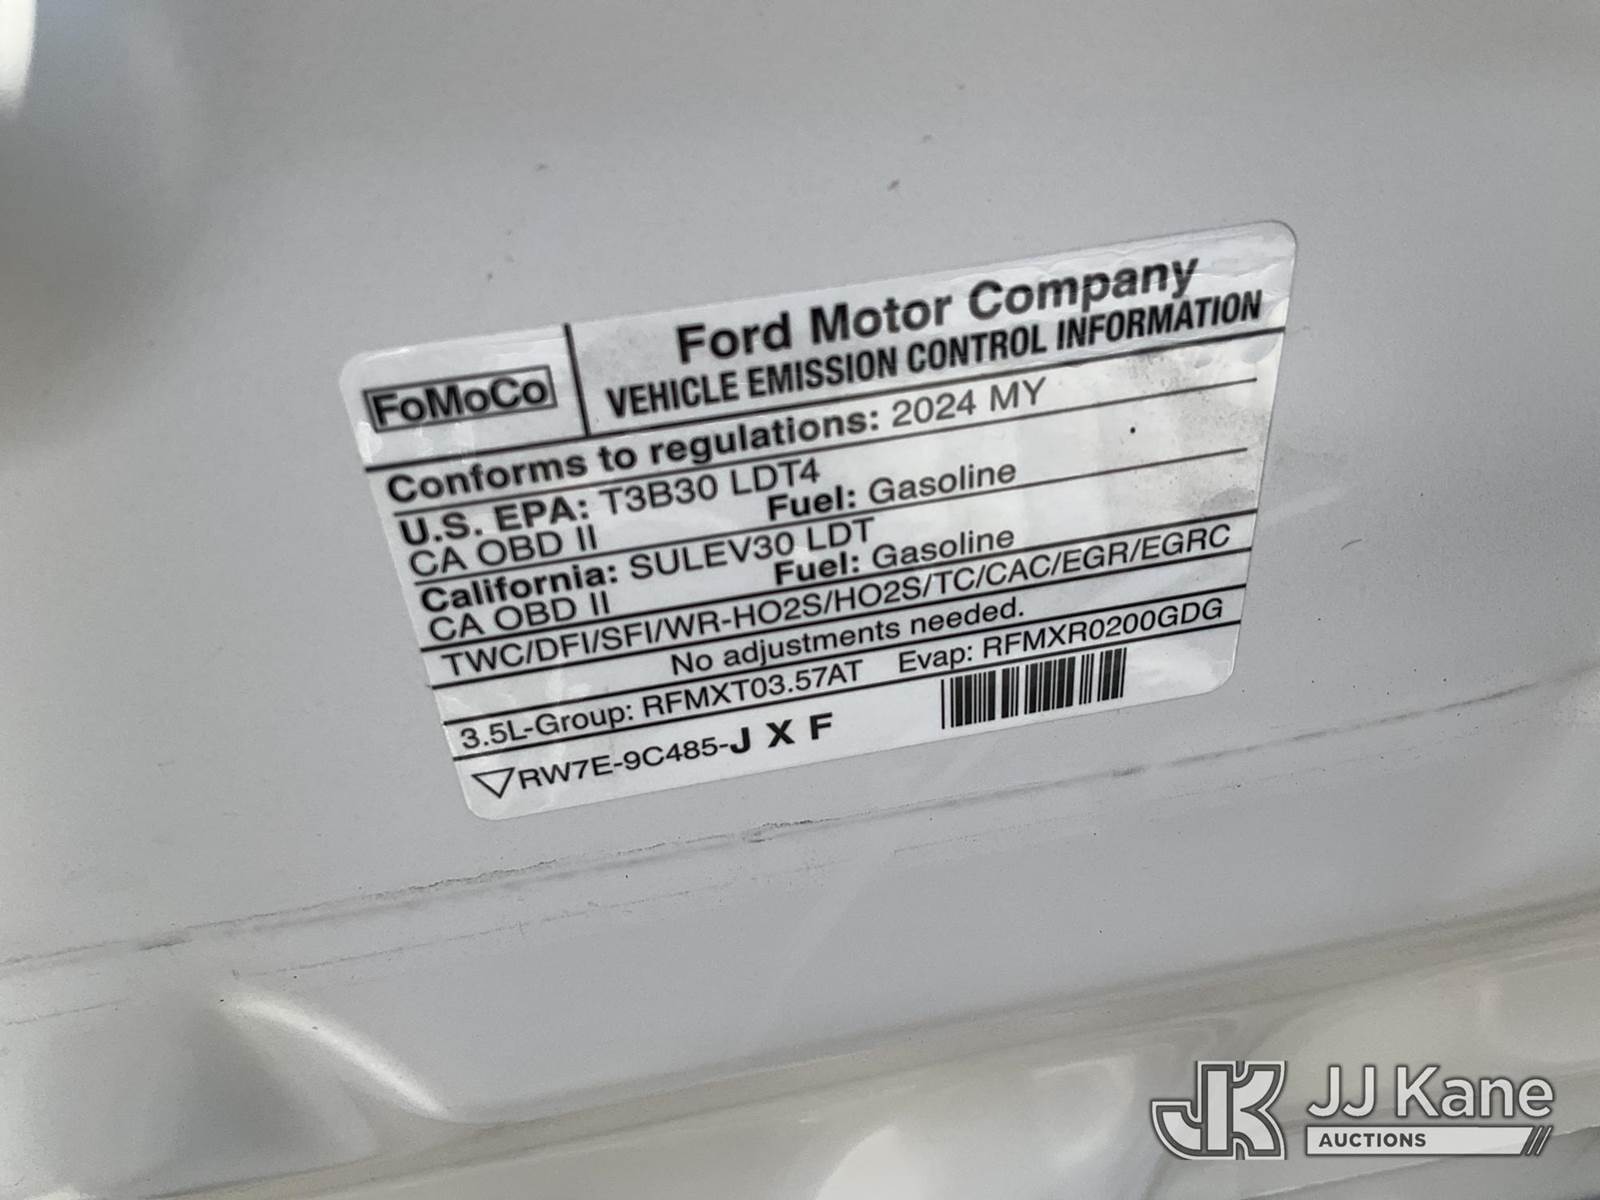 FoMoCo
Ford Motor Company
VEHICLE EMISSION CONTROL INFORMATION
Conforms to regulations: 2024 MY
U.S. EPA: T3B30 LDT4
CA OBD II Fuel: Gasoline
California: SULEV30 LDT
CA OBD II Fuel: Gasoline
TWC/DFI/SFI/WR-HO2S/HO2S/TC/CAC/EGR/EGRC
No adjustments needed.
3.5L-Group: RFMXT03.57AT Evap: RFMXR0200GDG
RW7E-9C485-J X F
JK JJ Kane
AUCTIONS